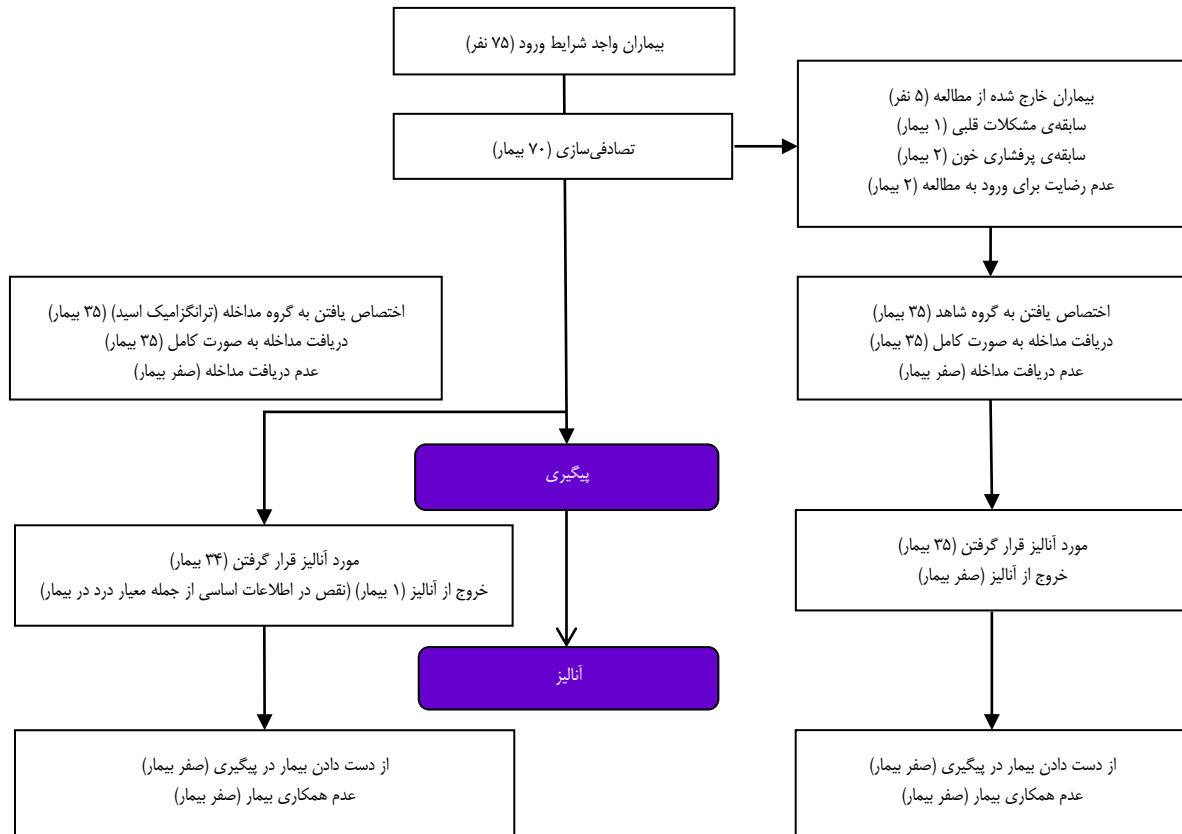 بیماران واجد شرایط ورود (۷۵ نفر)
بیماران خارج شده از مطالعه (۵ نفر)
سابقه‌ی مشکلات قلبی (۱ بیمار)
سابقه‌ی پرفشاری خون (۲ بیمار)
عدم رضایت برای ورود به مطالعه (۲ بیمار)
تصادفی‌سازی (۷۰ بیمار)
اختصاص یافتن به گروه شاهد (۳۵ بیمار)
دریافت مداخله به صورت کامل (۳۵ بیمار)
عدم دریافت مداخله (صفر بیمار)
اختصاص یافتن به گروه مداخله (ترانگزامیک اسید) (۳۵ بیمار)
دریافت مداخله به صورت کامل (۳۵ بیمار)
عدم دریافت مداخله (صفر بیمار)
پیگیری
مورد آنالیز قرار گرفتن (۳۵ بیمار)
خروج از آنالیز (صفر بیمار)
مورد آنالیز قرار گرفتن (۳۴ بیمار)
خروج از آنالیز (۱ بیمار) (نقص در اطلاعات اساسی از جمله معیار درد در بیمار)
آنالیز
از دست دادن بیمار در پیگیری (صفر بیمار)
عدم همکاری بیمار (صفر بیمار)
از دست دادن بیمار در پیگیری (صفر بیمار)
عدم همکاری بیمار (صفر بیمار)